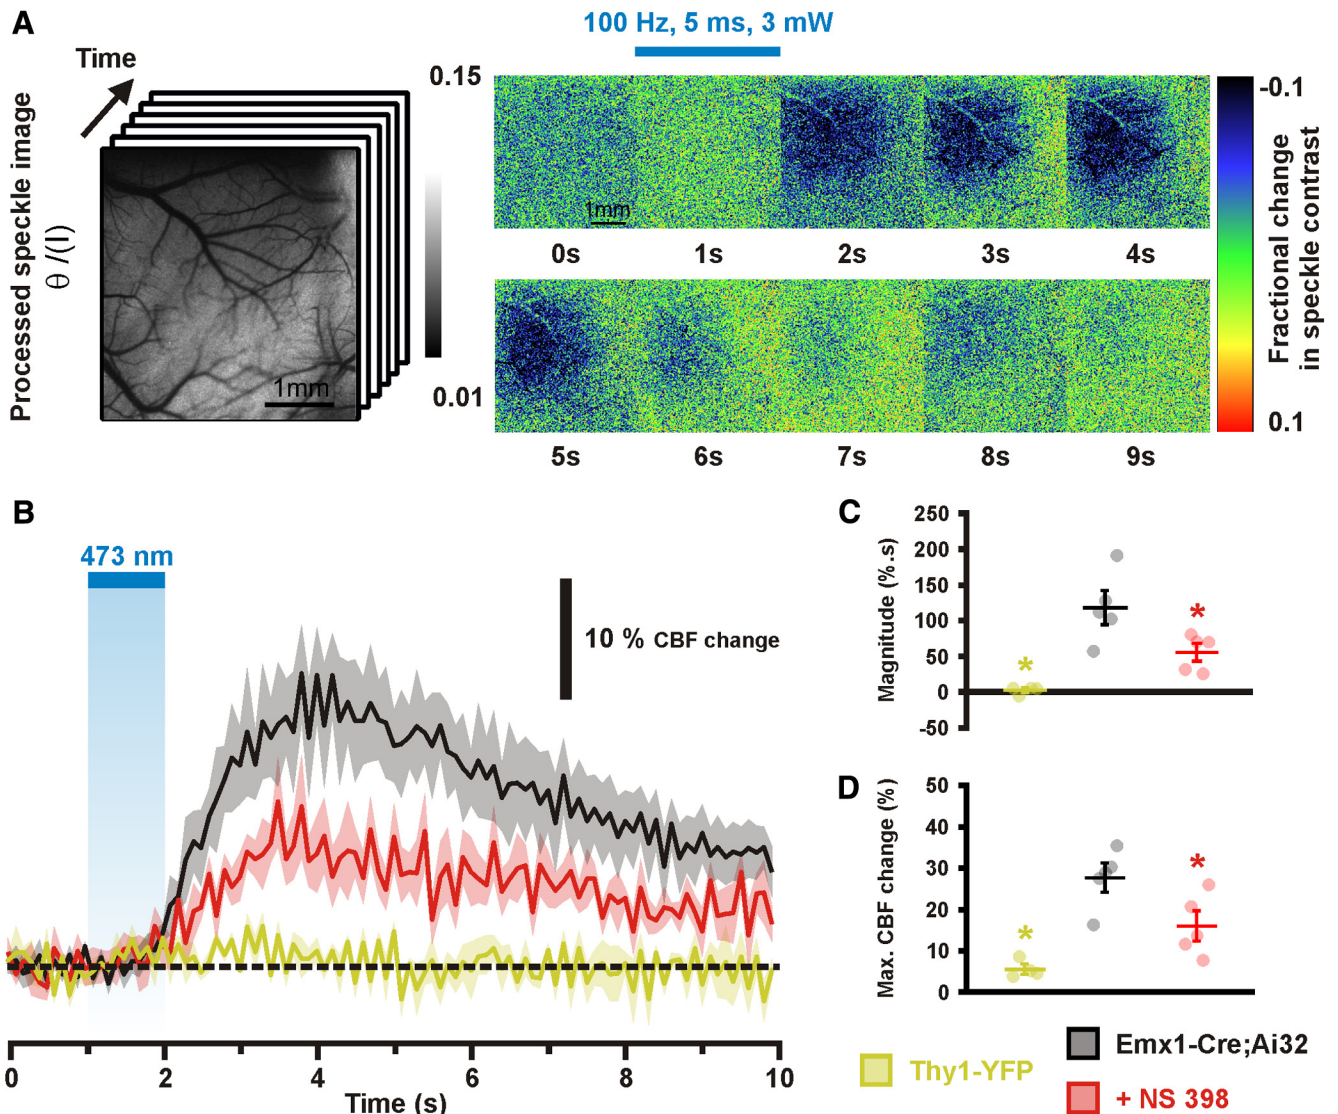 A
100 Hz, 5 ms, 3 mW
Time
Processed speckle image
θ /(I)
1mm
0.15
0.01
1mm
0s 1s 2s 3s 4s
5s 6s 7s 8s 9s
-0.1
0.1
Fractional change
in speckle contrast
B
473 nm
10 % CBF change
0 2 4 6 8 10
Time (s)
C
Magnitude (%.s)
250
200
150
100
50
0
-50
*
*
D
Max. CBF change (%)
50
40
30
20
10
0
*
*
Thy1-YFP
Emx1-Cre;Ai32
+ NS 398